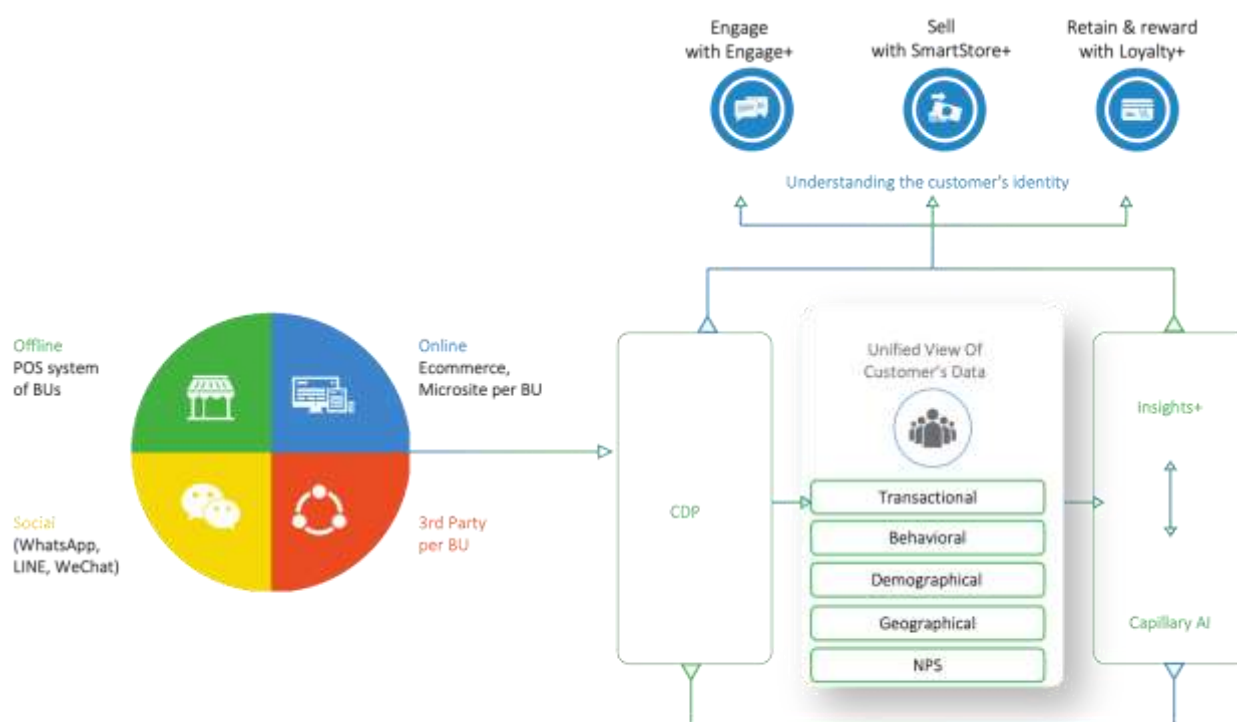 Engage
with Engage+
Sell
with SmartStore+
Retain & reward
with Loyalty+
Understanding the customer's identity
Offline
POS system
of BUs
Online
Ecommerce,
Microsite per BU
Social
(WhatsApp,
LINE, WeChat)
3rd Party
per BU
CDP
Unified View Of
Customer's Data
Transactional
Behavioral
Demographical
Geographical
NPS
Insights+
Capillary AI